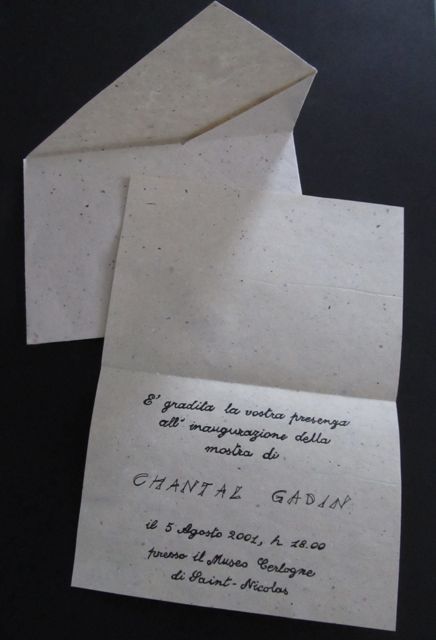 E' gradita la vostra presenza
all' inaugurazione della
mostra di
CHANTAL GADIN
il 5 Agosto 2001, h 18.00
presso il Museo Cerlogne
di Saint-Nicolas